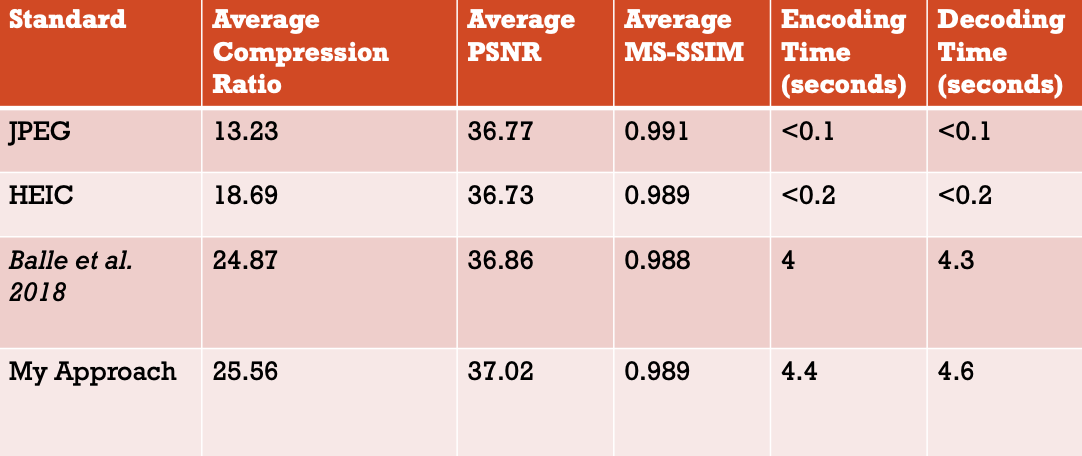 Standard Average Compression Ratio Average PSNR Average MS-SSIM Encoding Time (seconds) Decoding Time (seconds)
JPEG 13.23 36.77 0.991 <0.1 <0.1
HEIC 18.69 36.73 0.989 <0.2 <0.2
Balle et al. 2018 24.87 36.86 0.988 4 4.3
My Approach 25.56 37.02 0.989 4.4 4.6